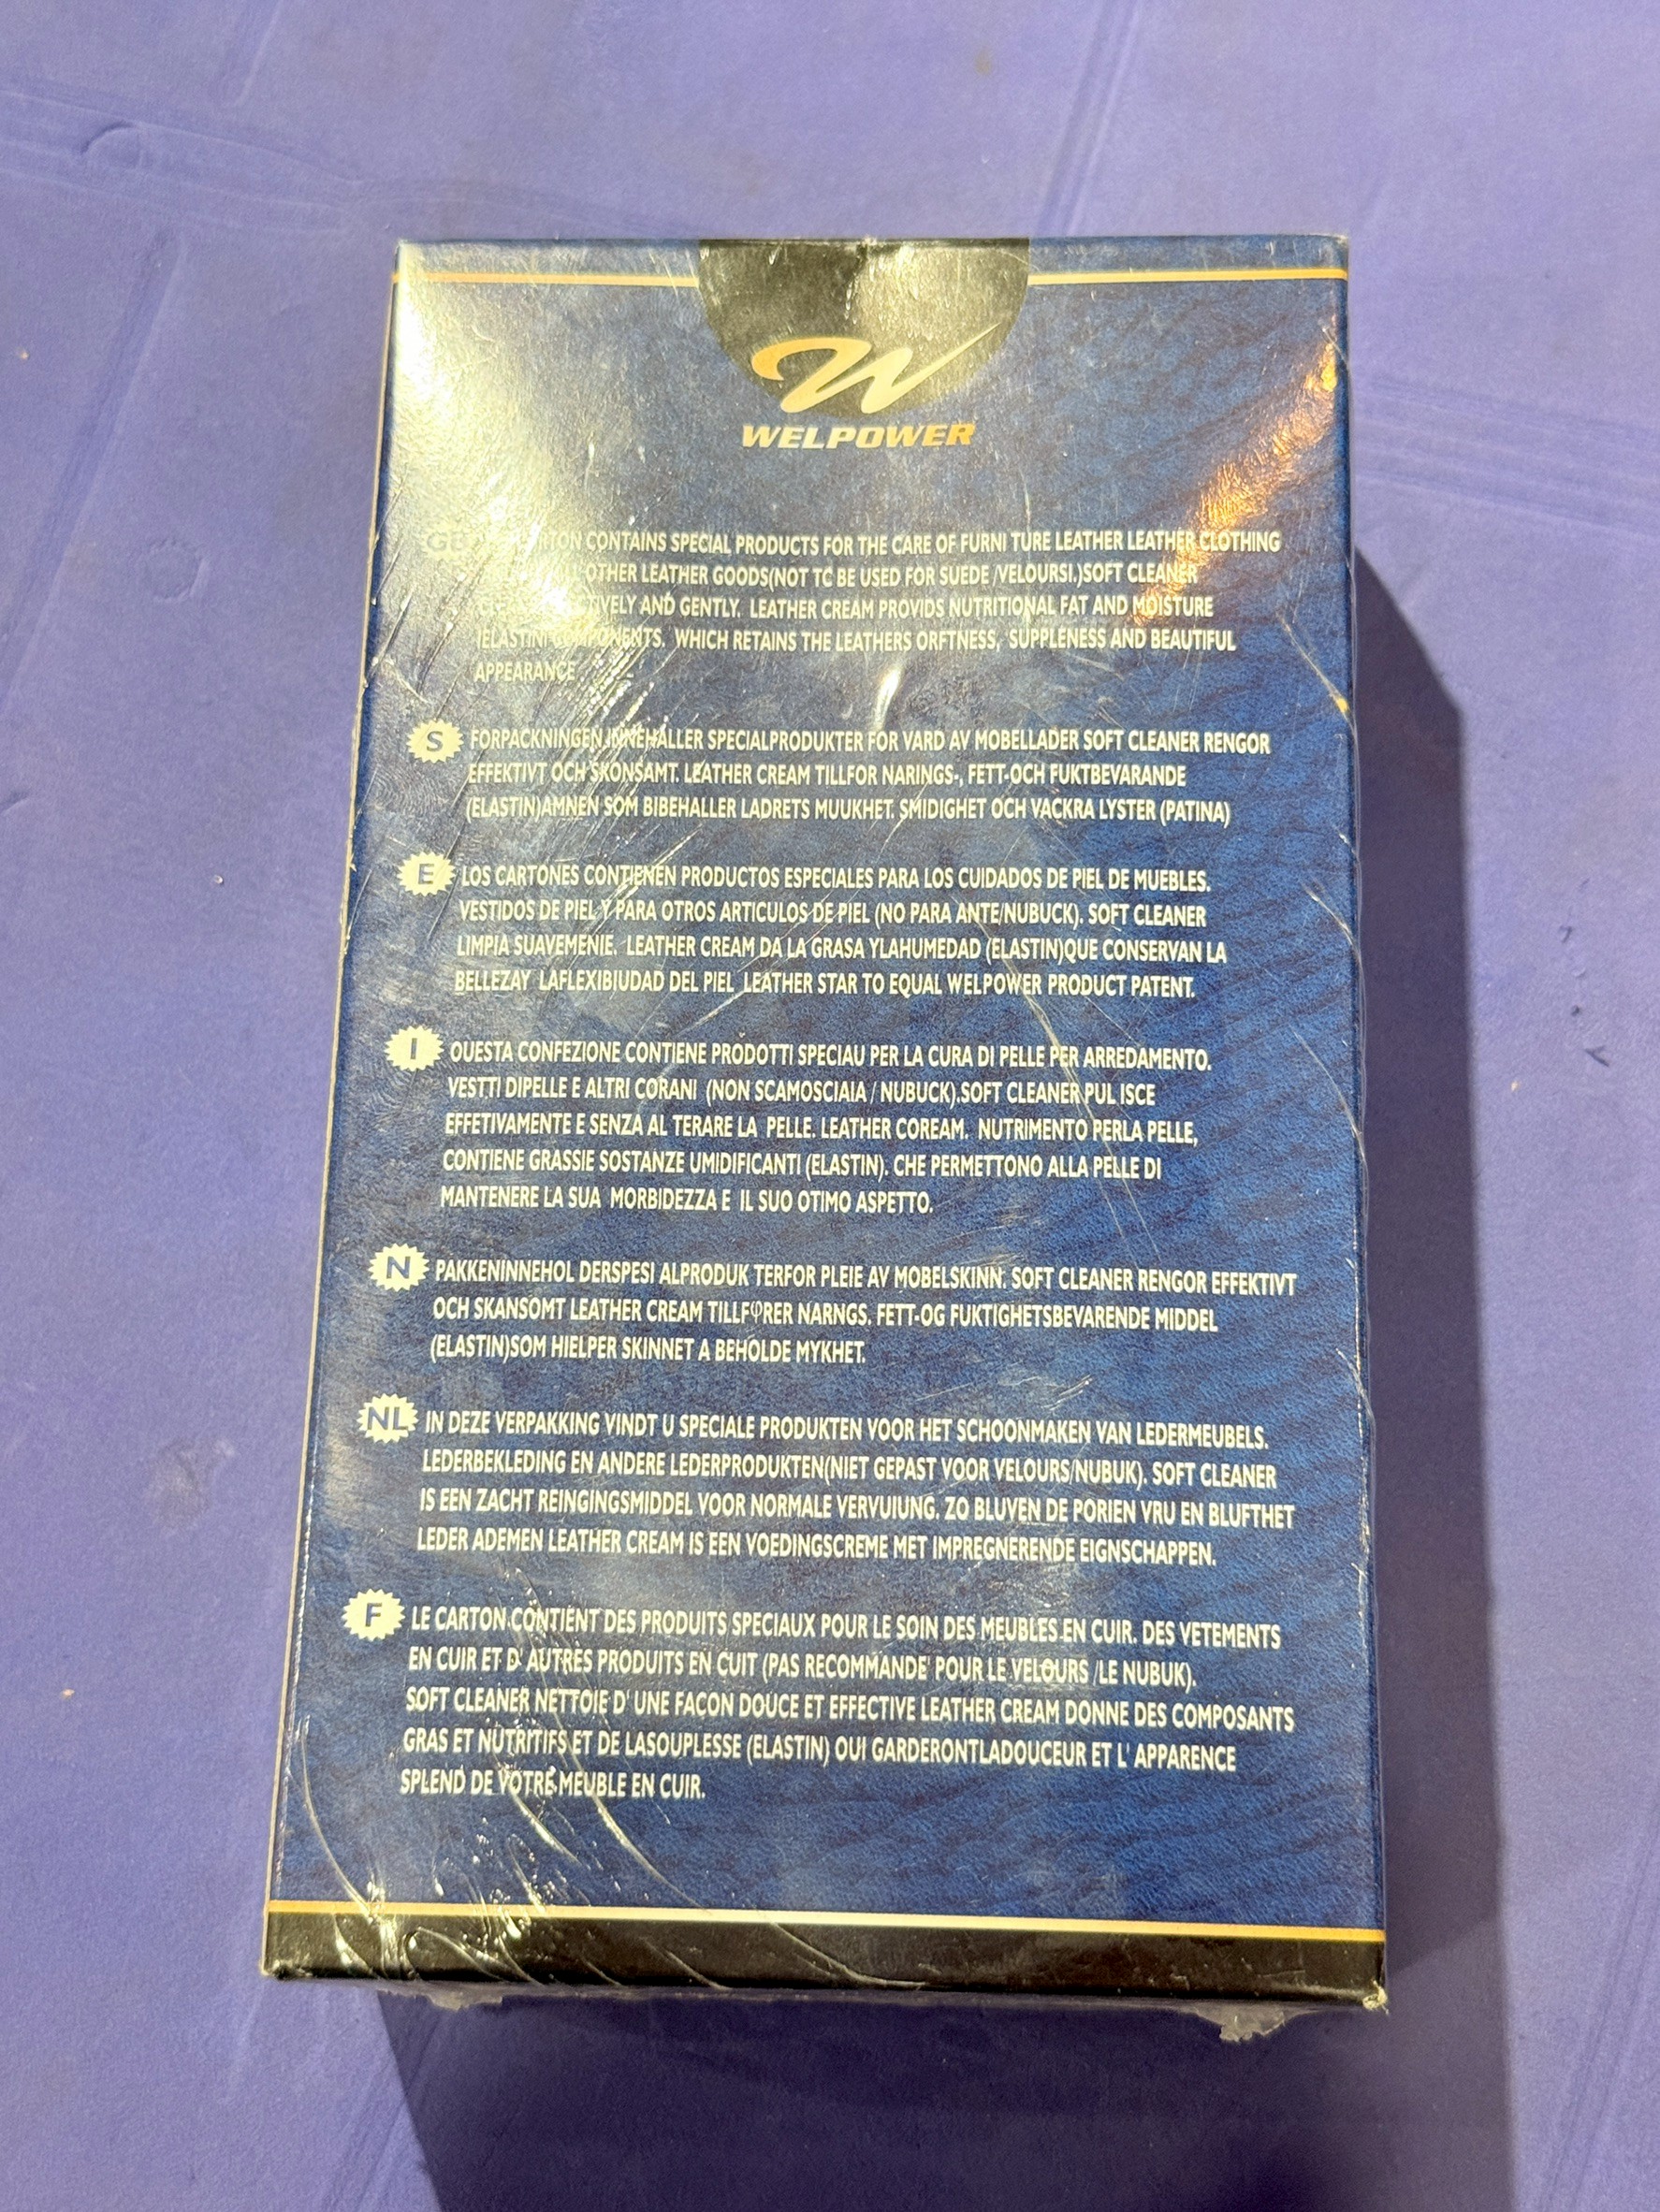 W
WELPOWER
GB CONTAINS SPECIAL PRODUCTS FOR THE CARE OF FURNI TURE LEATHER LEATHER CLOTHING
OTHER LEATHER GOODS(NOT TC BE USED FOR SUEDE /VELOURSI.)SOFT CLEANER
AND GENTLY. LEATHER CREAM PROVIDS NUTRITIONAL FAT AND MOISTURE
WHICH RETAINS THE LEATHERS ORFTNESS, SUPPLENESS AND BEAUTIFUL
APPEARANCE
S FORPACKNINGEN INNEHALLER SPECIALPRODUKTER FOR VARD AV MOBELLADER SOFT CLEANER RENGOR
EFFEKTIVT OCH SKONSAMT. LEATHER CREAM TILLFOR NARINGS-, FETT-OCH FUKTBEVARANDE
(ELASTIN)AMNEN SOM BIBEHALLER LADRETS MUUKHET. SMIDIGHET OCH VACKRA LYSTER (PATINA)
E LOS CARTONES CONTIENEN PRODUCTOS ESPECIALES PARA LOS CUIDADOS DE PIEL DE MUEBLES.
VESTIDOS DE PIEL Y PARA OTROS ARTICULOS DE PIEL (NO PARA ANTE/NUBUCK). SOFT CLEANER
LIMPIA SUAVEMENIE. LEATHER CREAM DA LA GRASA YLAHUMEDAD (ELASTIN)QUE CONSERVAN LA
BELLEZAY LAFLEXIBIUDAD DEL PIEL LEATHER STAR TO EQUAL WELPOWER PRODUCT PATENT.
I OUESTA CONFEZIONE CONTIENE PRODOTTI SPECIAU PER LA CURA DI PELLE PER ARREDAMENTO.
VESTTI DIPELLE E ALTRI CORANI (NON SCAMOSCIAIA / NUBUCK).SOFT CLEANER PUL ISCE
EFFETIVAMENTE E SENZA AL TERARE LA PELLE. LEATHER COREAM. NUTRIMENTO PERLA PELLE,
CONTIENE GRASSIE SOSTANZE UMIDIFICANTI (ELASTIN). CHE PERMETTONO ALLA PELLE DI
MANTENERE LA SUA MORBIDEZZA E IL SUO OTIMO ASPETTO.
N PAKKENINNEHOL DERSPESI ALPRODUK TERFOR PLEIE AV MOBELSKINN. SOFT CLEANER RENGOR EFFEKTIVT
OCH SKANSOMT LEATHER CREAM TILLFφRER NARNGS. FETT-OG FUKTIGHETSBEVARENDE MIDDEL
(ELASTIN)SOM HIELPER SKINNET A BEHOLDE MYKHET.
NL IN DEZE VERPAKKING VINDT U SPECIALE PRODUKTEN VOOR HET SCHOONMAKEN VAN LEDERMEUBELS.
LEDERBEKLEDING EN ANDERE LEDERPRODUKTEN(NIET GEPAST VOOR VELOURS/NUBUK). SOFT CLEANER
IS EEN ZACHT REINGINGSMIDDEL VOOR NORMALE VERVUIUNG. ZO BLUVEN DE PORIEN VRU EN BLUFTHET
LEDER ADEMEN LEATHER CREAM IS EEN VOEDINGSCREME MET IMPREGNERENDE EIGNSCHAPPEN.
F LE CARTON CONTIENT DES PRODUITS SPECIAUX POUR LE SOIN DES MEUBLES EN CUIR. DES VETEMENTS
EN CUIR ET D' AUTRES PRODUITS EN CUIT (PAS RECOMMANDE' POUR LE VELOURS /LE NUBUK).
SOFT CLEANER NETTOIE D' UNE FACON DOUCE ET EFFECTIVE LEATHER CREAM DONNE DES COMPOSANTS
GRAS ET NUTRITIFS ET DE LASOUPLESSE (ELASTIN) OUI GARDERONTLADOUCEUR ET L' APPARENCE
SPLEND DE VOTRE MEUBLE EN CUIR.